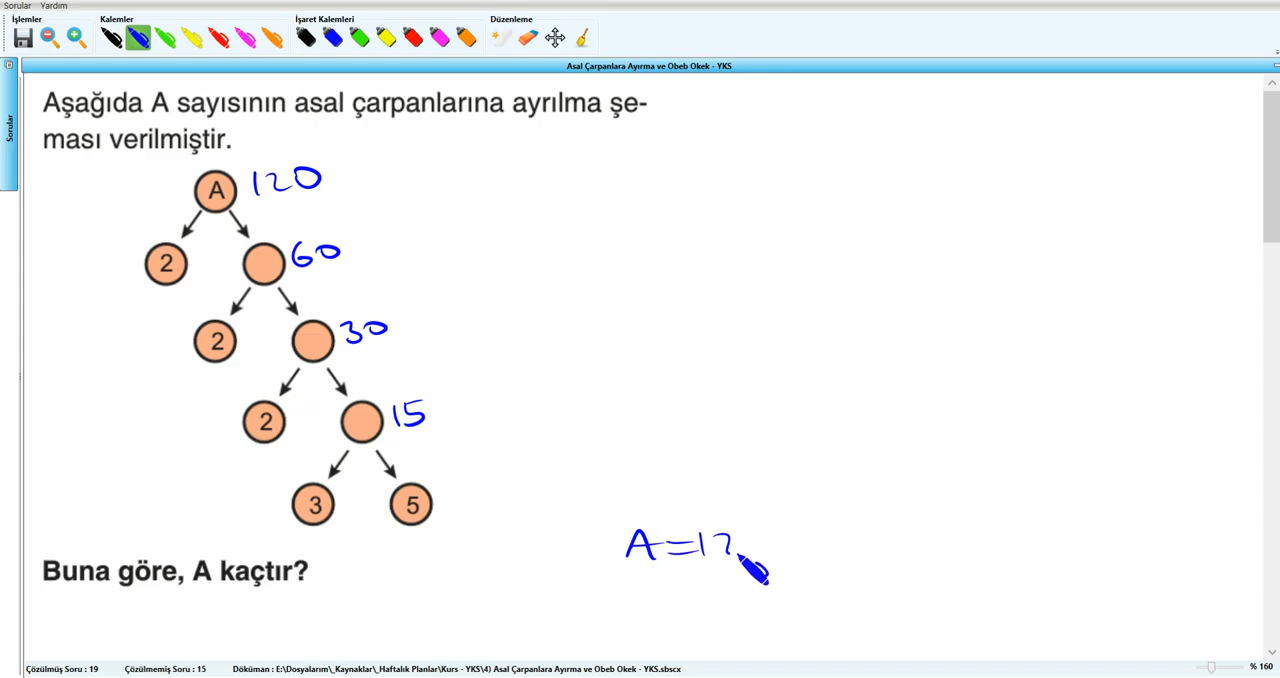 Sorular Yardım
İşlemler Kalemler İşaret Kalemleri Düzenleme
Asal Çarpanlara Ayırma ve Obeb Okek - YKS
Sorular
Aşağıda A sayısının asal çarpanlarına ayrılma şe-
ması verilmiştir.
A 120
2 60
2 30
2 15
3 5
A=12
Buna göre, A kaçtır?
Çözülmüş Soru : 19 Çözülmemiş Soru : 15 Döküman : E:\Dosyalarım\_Kaynaklar\_Haftalık Planlar\Kurs - YKS\4) Asal Çarpanlara Ayırma ve Obeb Okek - YKS.sbscx % 160